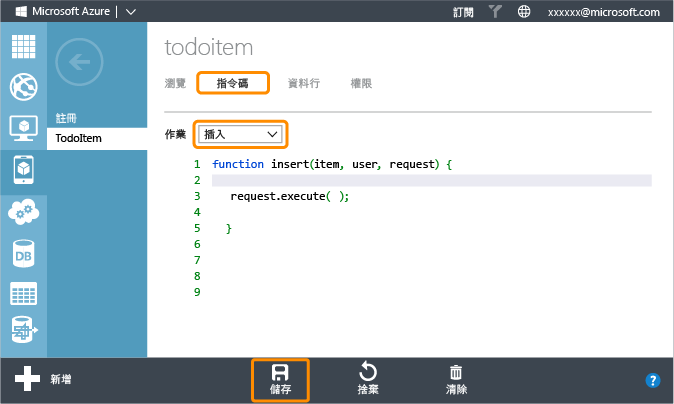 Microsoft Azure
訂閱
xxxxxx@microsoft.com
todoitem
瀏覽 指令碼 資料行 權限
註冊
TodoItem
作業 插入
1 function insert(item, user, request) {
2
3 request.execute( );
4
5 }
6
7
8
9
DB
新增
儲存
捨棄
清除
?